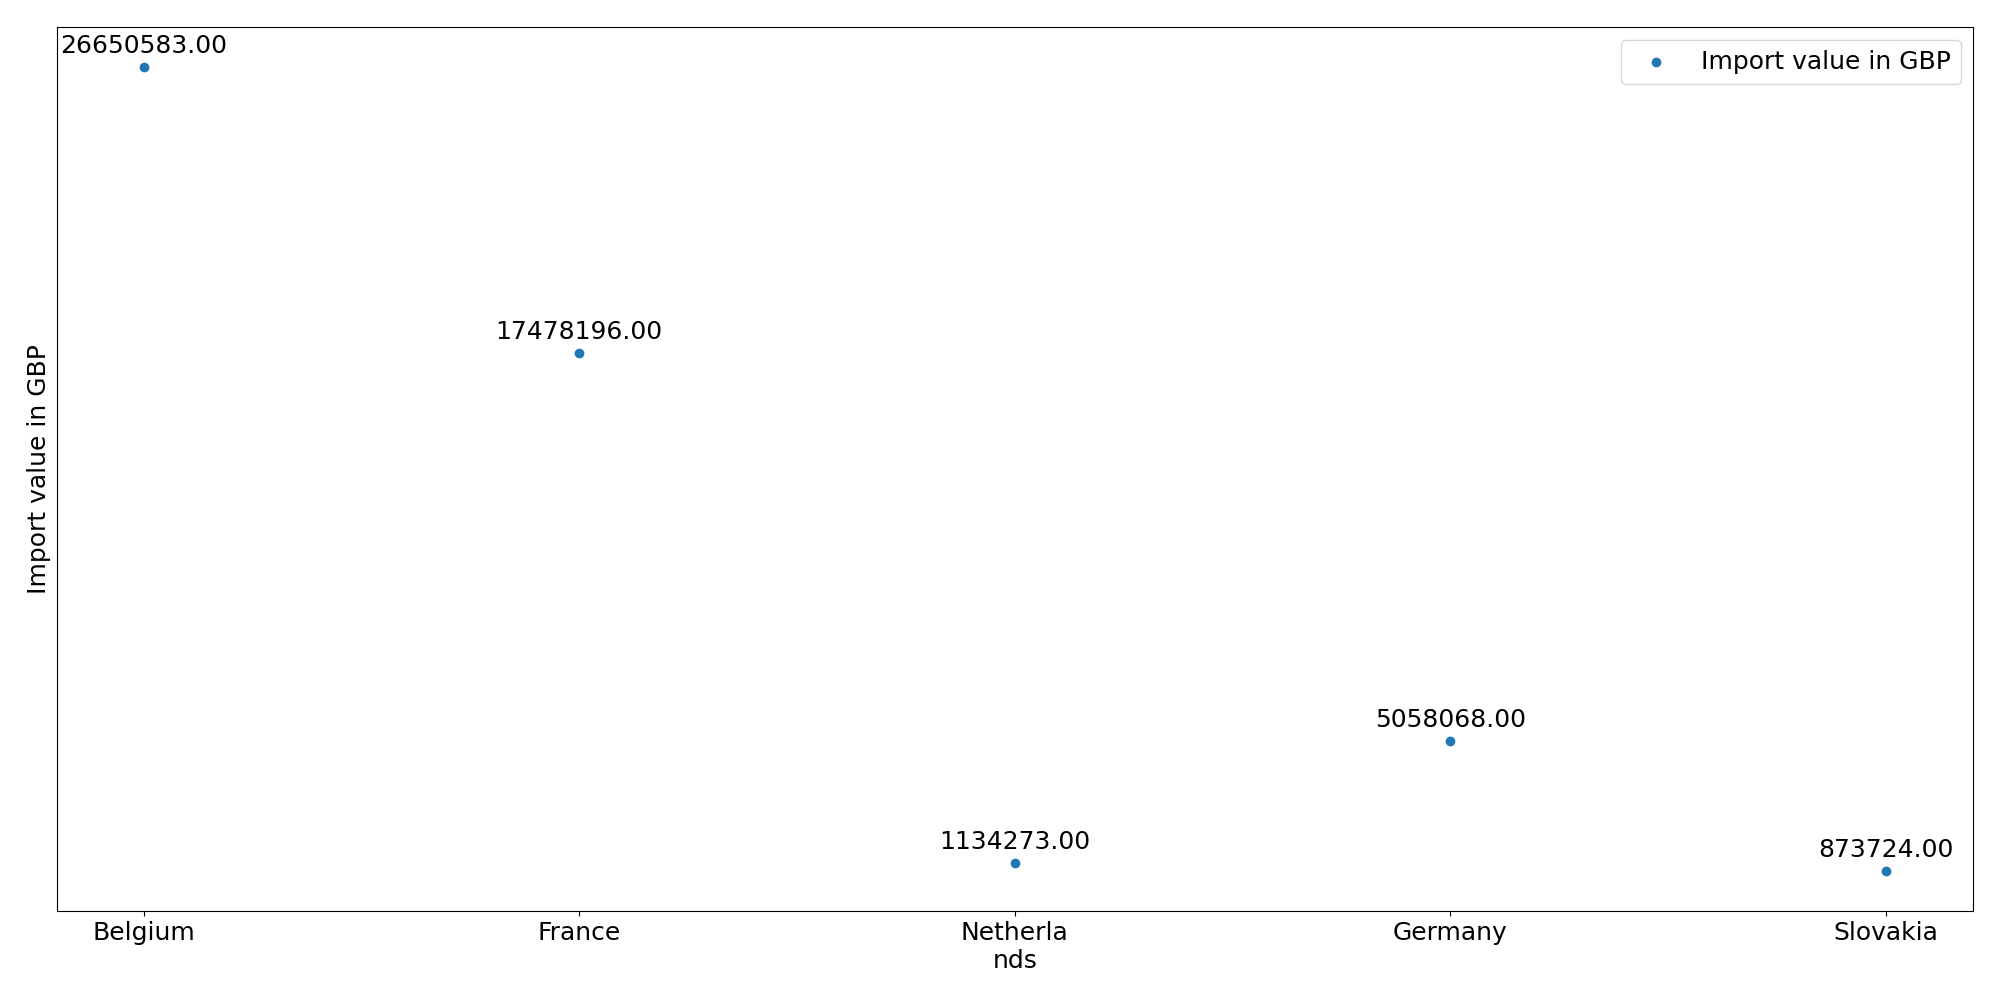 26650583.00
Import value in GBP
17478196.00
Import value in GBP
5058068.00
1134273.00
873724.00
Belgium
France
Netherla
nds
Germany
Slovakia